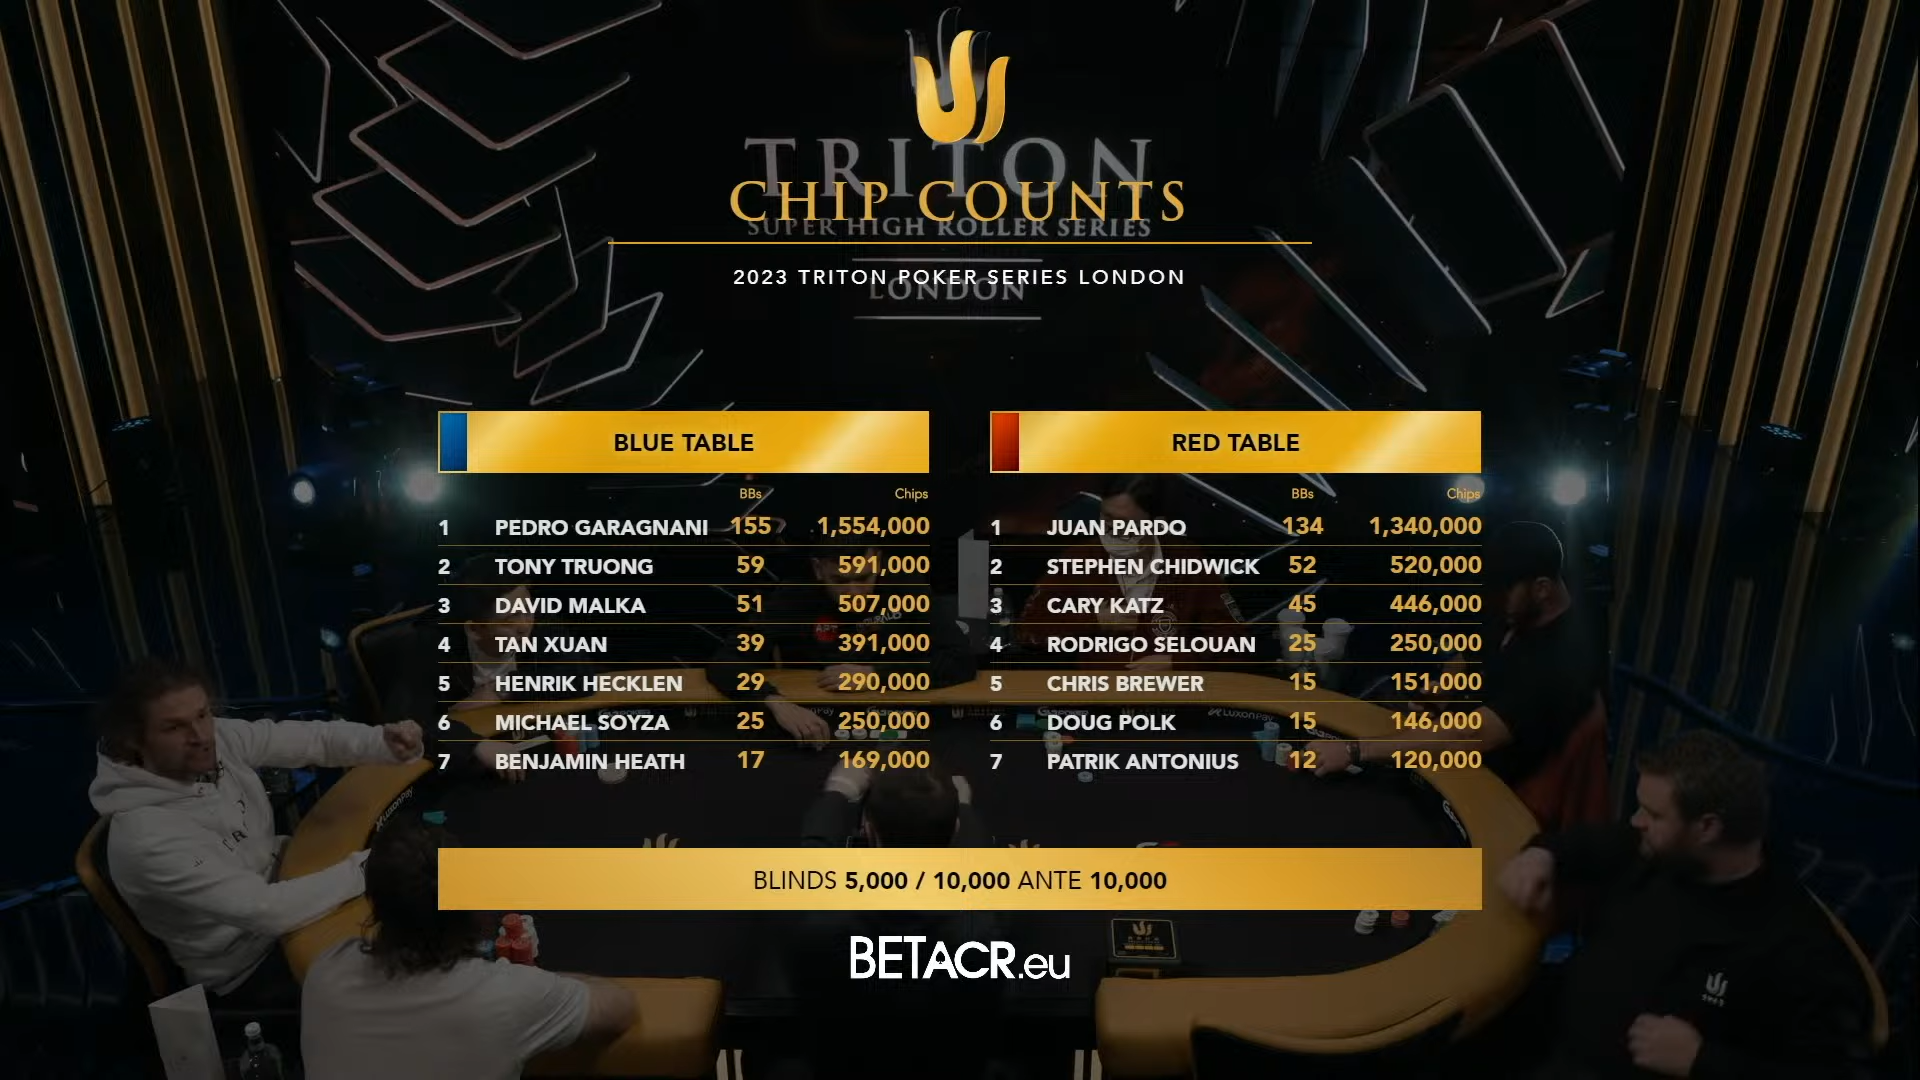 TRITON
CHIP COUNTS
SUPER HIGH ROLLER SERIES
2023 TRITON POKER SERIES LONDON
LONDON
BLUE TABLE
BBs Chips
1 PEDRO GARAGNANI 155 1,554,000
2 TONY TRUONG 59 591,000
3 DAVID MALKA 51 507,000
4 TAN XUAN 39 391,000
5 HENRIK HECKLEN 29 290,000
6 MICHAEL SOYZA 25 250,000
7 BENJAMIN HEATH 17 169,000
RED TABLE
BBs Chips
1 JUAN PARDO 134 1,340,000
2 STEPHEN CHIDWICK 52 520,000
3 CARY KATZ 45 446,000
4 RODRIGO SELOUAN 25 250,000
5 CHRIS BREWER 15 151,000
6 DOUG POLK 15 146,000
7 PATRIK ANTONIUS 12 120,000
LuxonPay
LuxonPay
BLINDS 5,000 / 10,000 ANTE 10,000
BETACR.eu